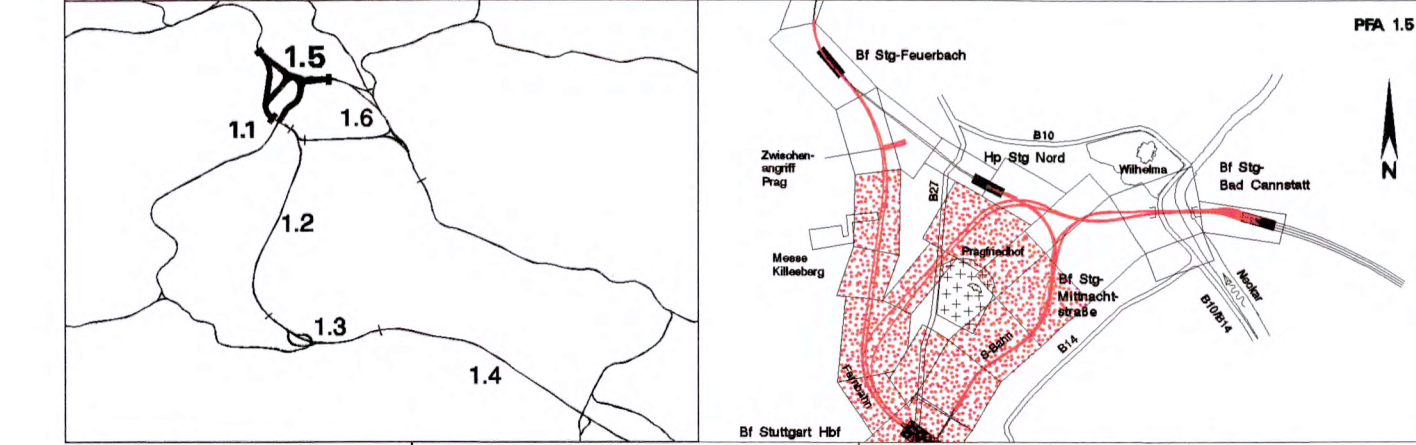 1.5
1.1
1.6
1.2
1.3
1.4
PFA 1.5
Bf Stg-Feuerbach
B10
Zwischen-
angriff
Prag
Hp Stg Nord
Wilhelma
Bf Stg-
Bad Cannstatt
B27
N
Messe
Killesberg
Pragfriedhof
Bf Stg-
Mittnacht-
straße
Neckar
B10/B14
S-Bahn
B14
Fernbahn
Bf Stuttgart Hbf